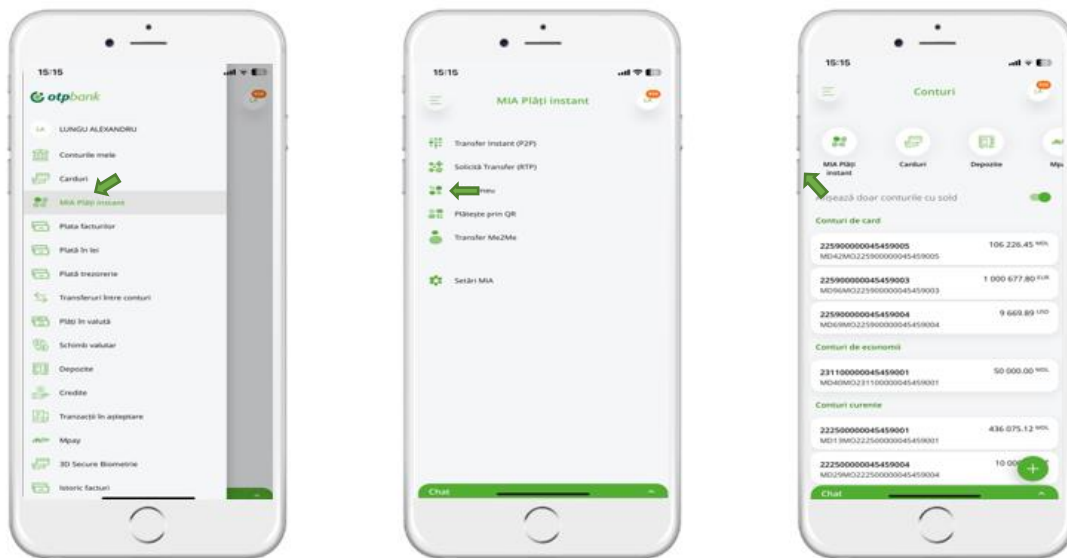 15:15
otpbank
LA LUNGU ALEXANDRU
Conturile mele
Carduri
MIA Plăți instant
Plata facturilor
Plată în lei
Plată trezorerie
Transferuri între conturi
Plăți în valută
Schimb valutar
Depozite
Credite
Tranzacții în așteptare
Mpay
3D Secure Biometrie
Istoric facturi
15:15
MIA Plăți instant
Transfer Instant (P2P)
Solicită Transfer (RTP)
Plătește prin QR
Transfer Me2Me
Setări MIA
Chat
15:15
Conturi
MIA Plăți instant
Carduri
Depozite
doar conturile cu sold
Conturi de card
225900000045459005 106 226.45 MDL
MD42MO225900000045459005
225900000045459003 1 000 677.80 EUR
MD96MO225900000045459003
225900000045459004 9 669.89 USD
MD69MO225900000045459004
Conturi de economii
231100000045459001 50 000.00 MDL
MD40MO231100000045459001
Conturi curente
222500000045459001 436 075.12 MDL
MD13MO222500000045459001
222500000045459004
MD29MO222500000045459004
Chat